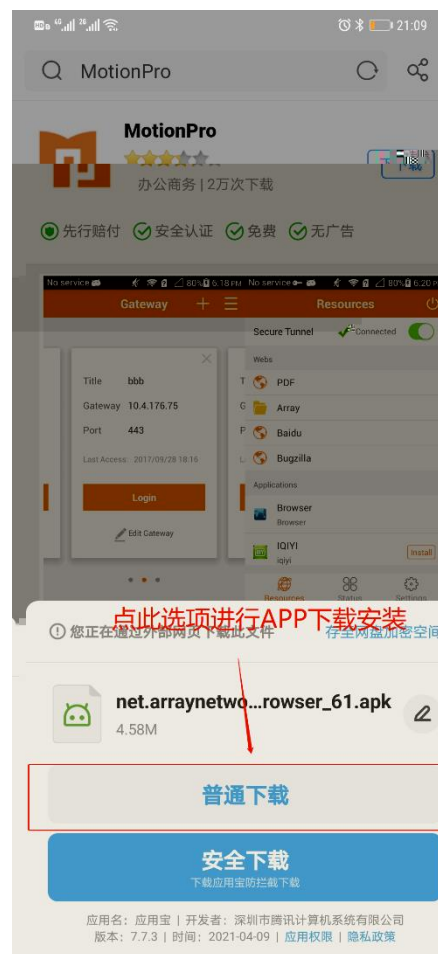 HD 4G 2G 21:09
MotionPro
MotionPro
下载
办公商务 | 2万次下载
先行赔付 安全认证 免费 无广告
No service 80% 6:18 PM No service 80% 6:20 P
Gateway
Resources
Secure Tunnel Connected
Webs
Title bbb
PDF
Gateway 10.4.176.75
G
Array
Port 443
P
Baidu
Last Access: 2017/09/28 18:16
Bugzilla
Applications
Login
Browser
Browser
Edit Gateway
IQIYI
iqiyi
Install
Resources Status Settings
点此选项进行APP下载安装
您正在通过外部网页下载此文件 存至网盘加密空间
net.arraynetwo...rowser_61.apk
4.58M
普通下载
安全下载
下载应用宝防拦截下载
应用名：应用宝 | 开发者：深圳市腾讯计算机系统有限公司
版本：7.7.3 | 时间：2021-04-09 | 应用权限 | 隐私政策